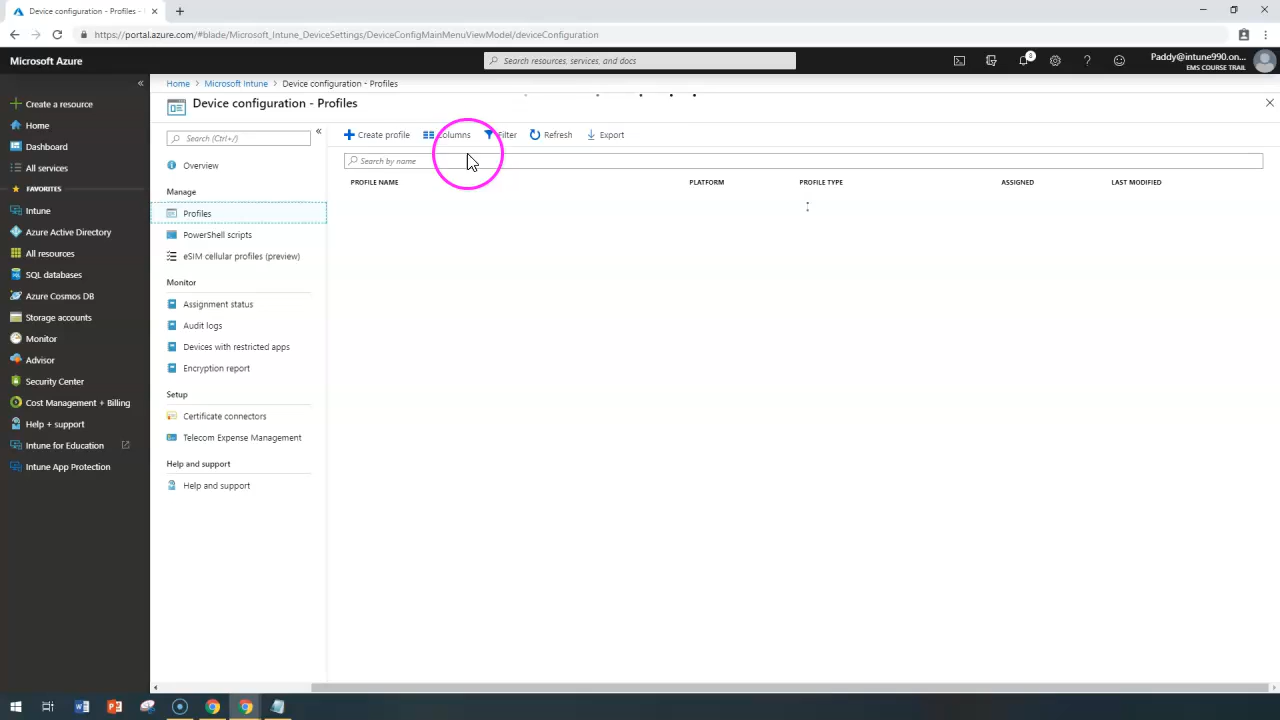 Device configuration - Profiles -
https://portal.azure.com/#blade/Microsoft_Intune_DeviceSettings/DeviceConfigMainMenuViewModel/deviceConfiguration
Microsoft Azure
Search resources, services, and docs
Paddy@intune990.on...
EMS COURSE TRAIL
Create a resource
Home
Dashboard
All services
FAVORITES
Intune
Azure Active Directory
All resources
SQL databases
Azure Cosmos DB
Storage accounts
Monitor
Advisor
Security Center
Cost Management + Billing
Help + support
Intune for Education
Intune App Protection
Home > Microsoft Intune > Device configuration - Profiles
Device configuration - Profiles
Search (Ctrl+/)
Overview
Manage
Profiles
PowerShell scripts
eSIM cellular profiles (preview)
Monitor
Assignment status
Audit logs
Devices with restricted apps
Encryption report
Setup
Certificate connectors
Telecom Expense Management
Help and support
Help and support
Create profile Columns Filter Refresh Export
Search by name
PROFILE NAME PLATFORM PROFILE TYPE ASSIGNED LAST MODIFIED